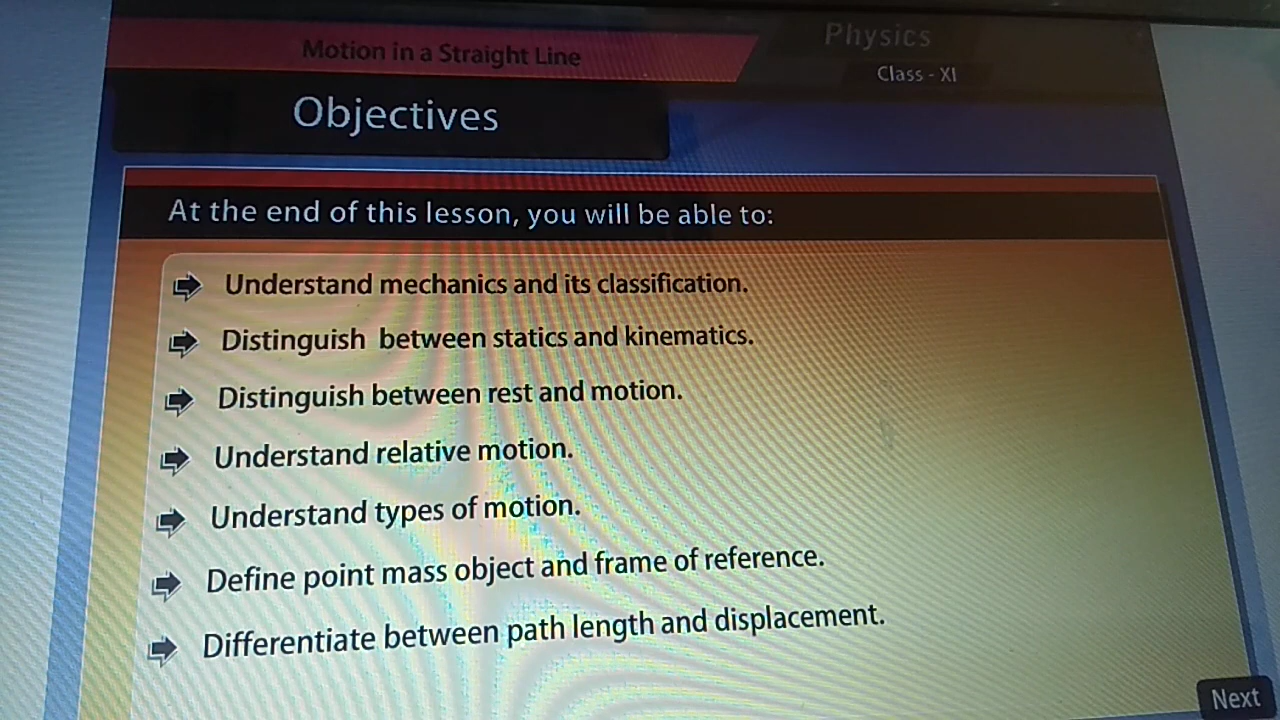 Motion in a Straight Line
Physics
Class - XI
Objectives
At the end of this lesson, you will be able to:
Understand mechanics and its classification.
Distinguish between statics and kinematics.
Distinguish between rest and motion.
Understand relative motion.
Understand types of motion.
Define point mass object and frame of reference.
Differentiate between path length and displacement.
Next